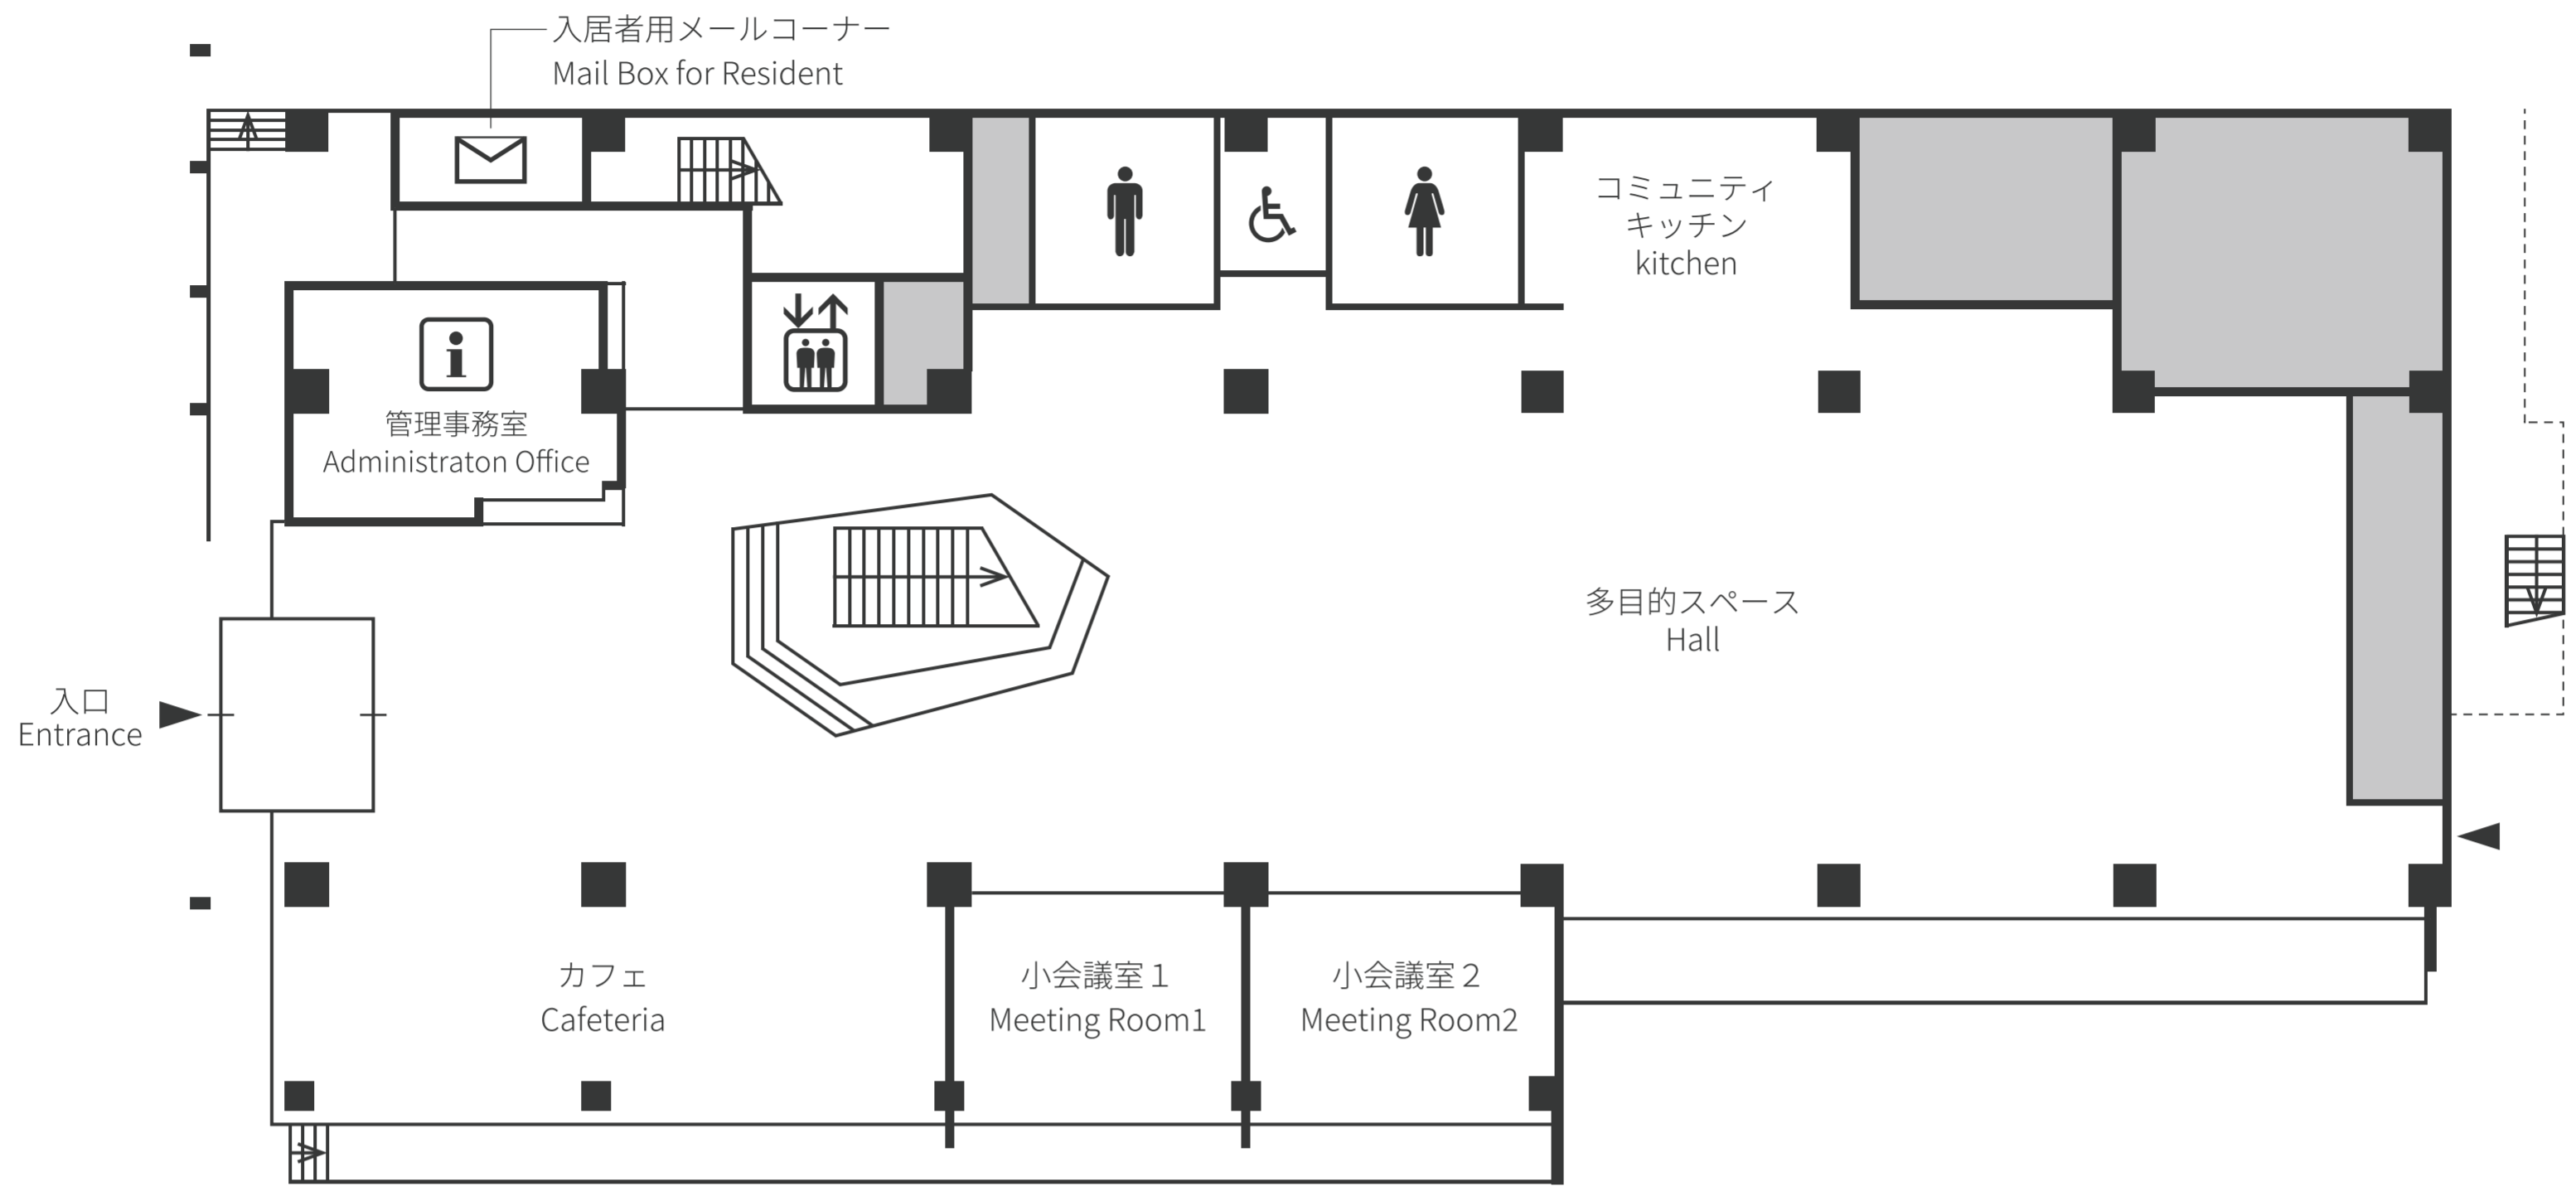 入居者用メールコーナー
Mail Box for Resident
コミュニティ
キッチン
kitchen
管理事務室
Administraton Office
多目的スペース
Hall
入口
Entrance
カフェ
Cafeteria
小会議室１
Meeting Room1
小会議室２
Meeting Room2